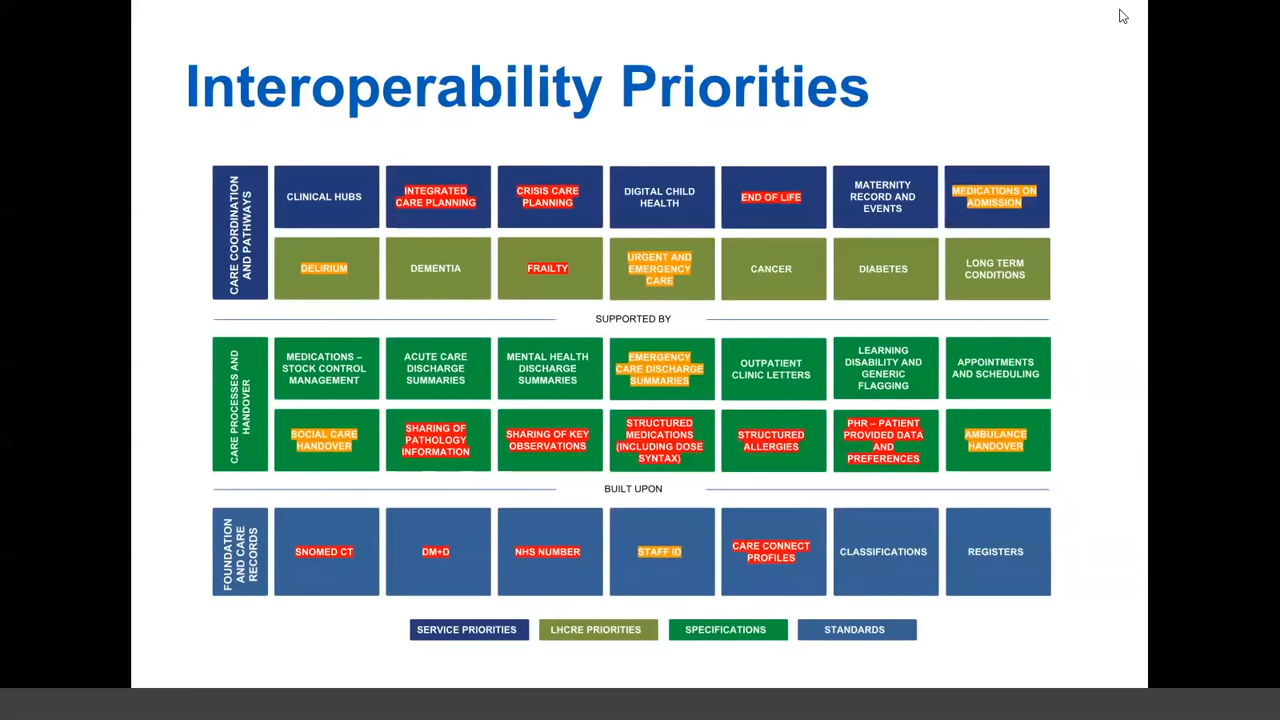 Interoperability Priorities
CARE COORDINATION
AND PATHWAYS
CLINICAL HUBS
INTEGRATED
CARE PLANNING
CRISIS CARE
PLANNING
DIGITAL CHILD
HEALTH
END OF LIFE
MATERNITY
RECORD AND
EVENTS
MEDICATIONS ON
ADMISSION
DELIRIUM
DEMENTIA
FRAILTY
URGENT AND
EMERGENCY
CARE
CANCER
DIABETES
LONG TERM
CONDITIONS
SUPPORTED BY
CARE PROCESSES AND
HANDOVER
MEDICATIONS –
STOCK CONTROL
MANAGEMENT
ACUTE CARE
DISCHARGE
SUMMARIES
MENTAL HEALTH
DISCHARGE
SUMMARIES
EMERGENCY
CARE DISCHARGE
SUMMARIES
OUTPATIENT
CLINIC LETTERS
LEARNING
DISABILITY AND
GENERIC
FLAGGING
APPOINTMENTS
AND SCHEDULING
SOCIAL CARE
HANDOVER
SHARING OF
PATHOLOGY
INFORMATION
SHARING OF KEY
OBSERVATIONS
STRUCTURED
MEDICATIONS
(INCLUDING DOSE
SYNTAX)
STRUCTURED
ALLERGIES
PHR – PATIENT
PROVIDED DATA
AND
PREFERENCES
AMBULANCE
HANDOVER
BUILT UPON
FOUNDATION
AND CARE
RECORDS
SNOMED CT
DM+D
NHS NUMBER
STAFF ID
CARE CONNECT
PROFILES
CLASSIFICATIONS
REGISTERS
SERVICE PRIORITIES
LHCRE PRIORITIES
SPECIFICATIONS
STANDARDS